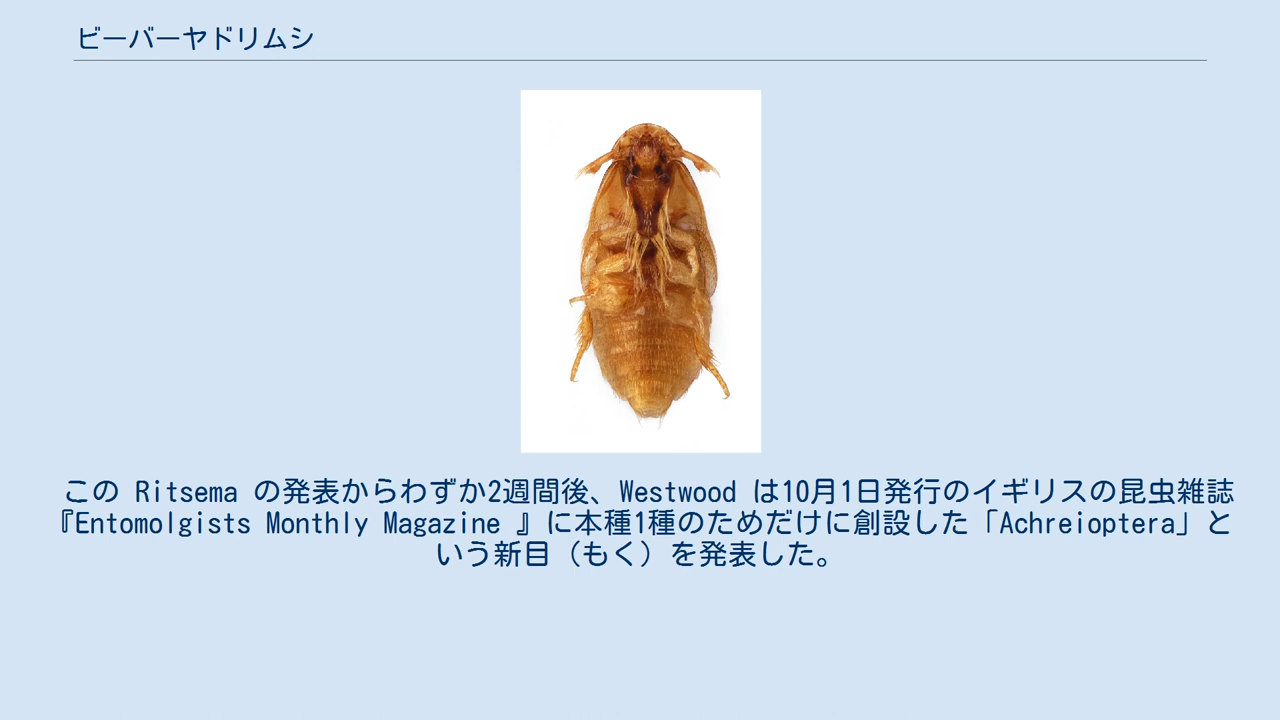 ビーバーヤドリムシ
この Ritsema の発表からわずか2週間後、Westwood は10月1日発行のイギリスの昆虫雑誌
『Entomolgists Monthly Magazine 』に本種1種のためだけに創設した「Achreioptera」と
いう新目（もく）を発表した。